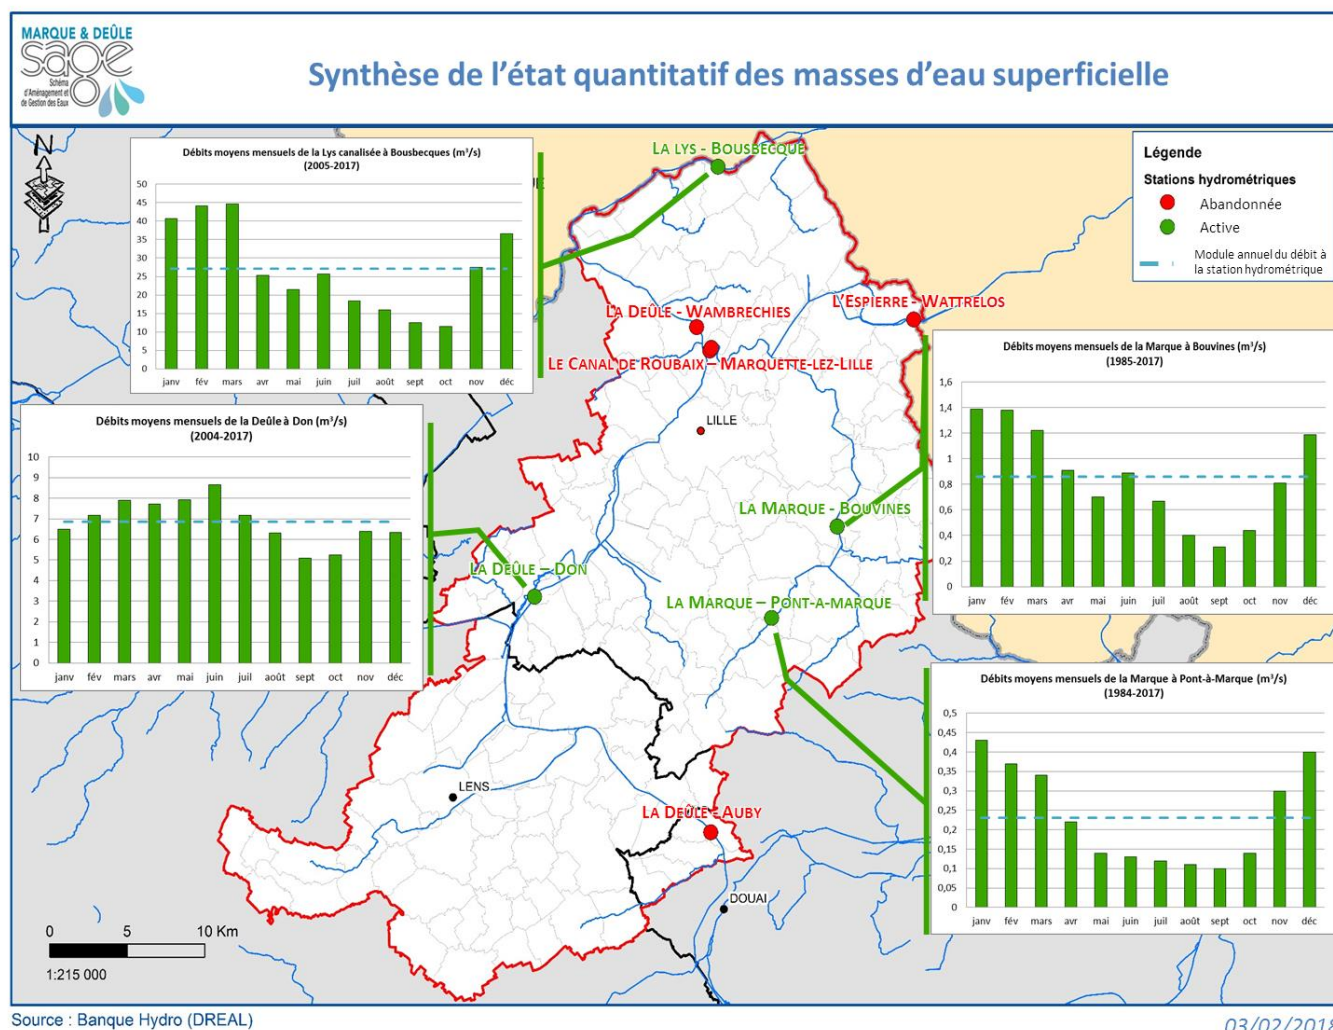 MARQUE & DEÛLE
sage
Schéma
d'Aménagement et
de Gestion des Eaux
Synthèse de l'état quantitatif des masses d'eau superficielle
N
Débits moyens mensuels de la Lys canalisée à Bousbecques (m³/s)
(2005-2017)
50
45
40
35
30
25
20
15
10
5
0
janv fév mars avr mai juin juil août sept oct nov déc
LA LYS - BOUSBECQUE
Légende
Stations hydrométriques
Abandonnée
Active
Module annuel du débit à
la station hydrométrique
LA DEÛLE - WAMBRECHIES
L'ESPIERRE - WATTRELOS
LE CANAL DE ROUBAIX – MARQUETTE-LEZ-LILLE
LILLE
Débits moyens mensuels de la Marque à Bouvines (m³/s)
(1985-2017)
1,6
1,4
1,2
1
0,8
0,6
0,4
0,2
0
janv fév mars avr mai juin juil août sept oct nov déc
Débits moyens mensuels de la Deûle à Don (m³/s)
(2004-2017)
10
9
8
7
6
5
4
3
2
1
0
janv fév mars avr mai juin juil août sept oct nov déc
LA MARQUE - BOUVINES
LA DEÛLE – DON
LA MARQUE – PONT-A-MARQUE
Débits moyens mensuels de la Marque à Pont-à-Marque (m³/s)
(1984-2017)
0,5
0,45
0,4
0,35
0,3
0,25
0,2
0,15
0,1
0,05
0
janv fév mars avr mai juin juil août sept oct nov déc
LENS
LA DEÛLE - AUBY
DOUAI
0 5 10 Km
1:215 000
Source : Banque Hydro (DREAL)
03/02/2018